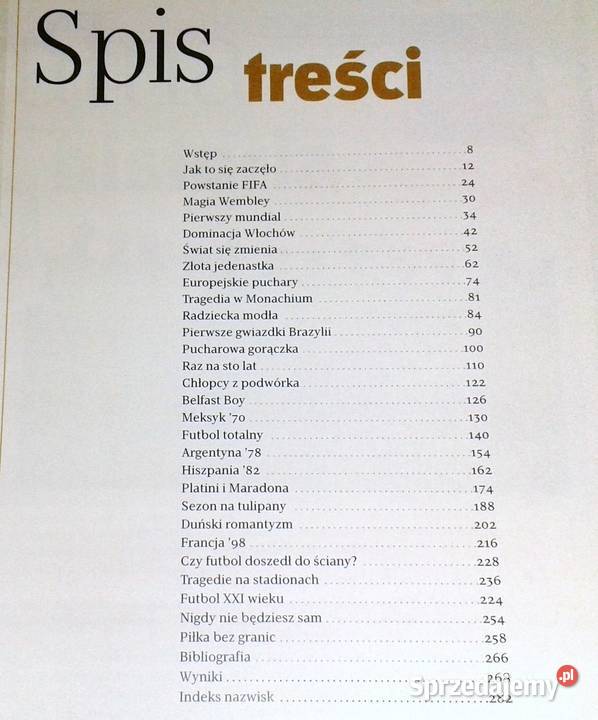 Spis treści
Wstęp 8
Jak to się zaczęło 12
Powstanie FIFA 24
Magia Wembley 30
Pierwszy mundial 34
Dominacja Włochów 42
Świat się zmienia 52
Złota jedenastka 62
Europejskie puchary 74
Tragedia w Monachium 81
Radziecka modła 84
Pierwsze gwiazdki Brazylii 90
Pucharowa gorączka 100
Raz na sto lat 110
Chłopcy z podwórka 122
Belfast Boy 126
Meksyk '70 130
Futbol totalny 140
Argentyna '78 154
Hiszpania '82 162
Platini i Maradona 174
Sezon na tulipany 188
Duński romantyzm 202
Francja '98 216
Czy futbol doszedł do ściany? 228
Tragedie na stadionach 236
Futbol XXI wieku 224
Nigdy nie będziesz sam 254
Piłka bez granic 258
Bibliografia 266
Wyniki 268
Indeks nazwisk 282
Sprzedajemy.pl